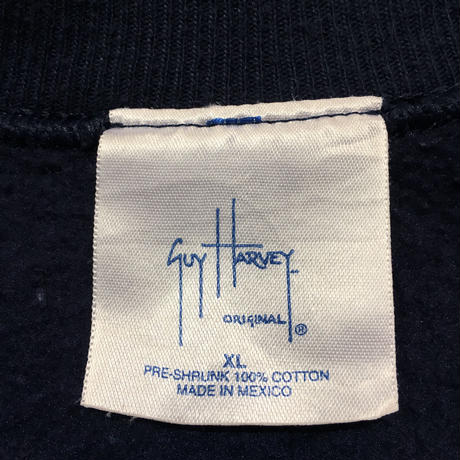 GUY HARVEY
ORIGINAL ®
XL
PRE-SHRUNK 100% COTTON
MADE IN MEXICO